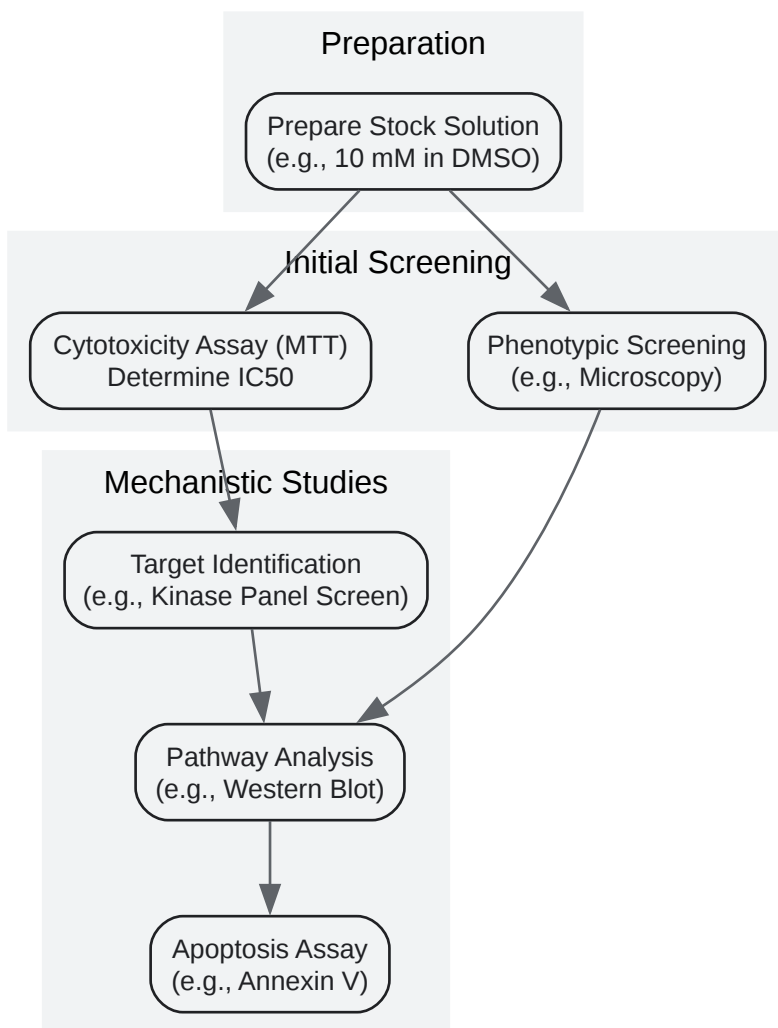 Preparation
Prepare Stock Solution
(e.g., 10 mM in DMSO)
Initial Screening
Cytotoxicity Assay (MTT)
Determine IC50
Phenotypic Screening
(e.g., Microscopy)
Mechanistic Studies
Target Identification
(e.g., Kinase Panel Screen)
Pathway Analysis
(e.g., Western Blot)
Apoptosis Assay
(e.g., Annexin V)